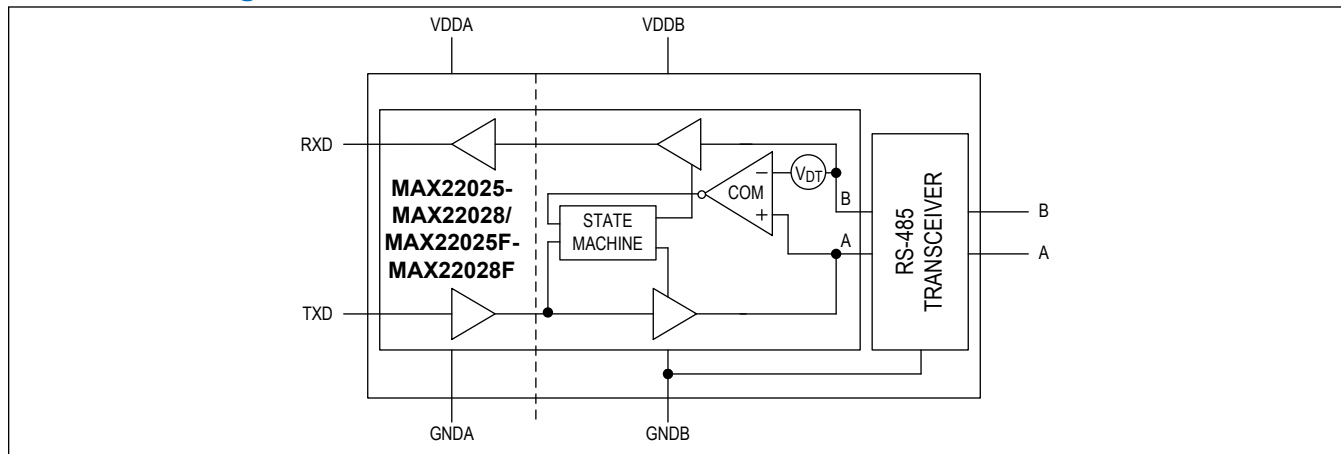 VDDA
VDDB
RXD
MAX22025-
MAX22028/
MAX22025F-
MAX22028F
STATE
MACHINE
COM
−
+
VDT
B
A
RS-485
TRANSCEIVER
B
A
TXD
GNDA
GNDB